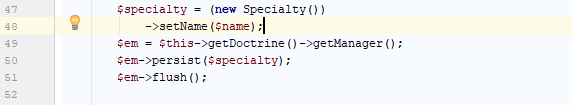 47 $specialty = (new Specialty())
48 ->setName($name);
49 $em = $this->getDoctrine()->getManager();
50 $em->persist($specialty);
51 $em->flush();
52